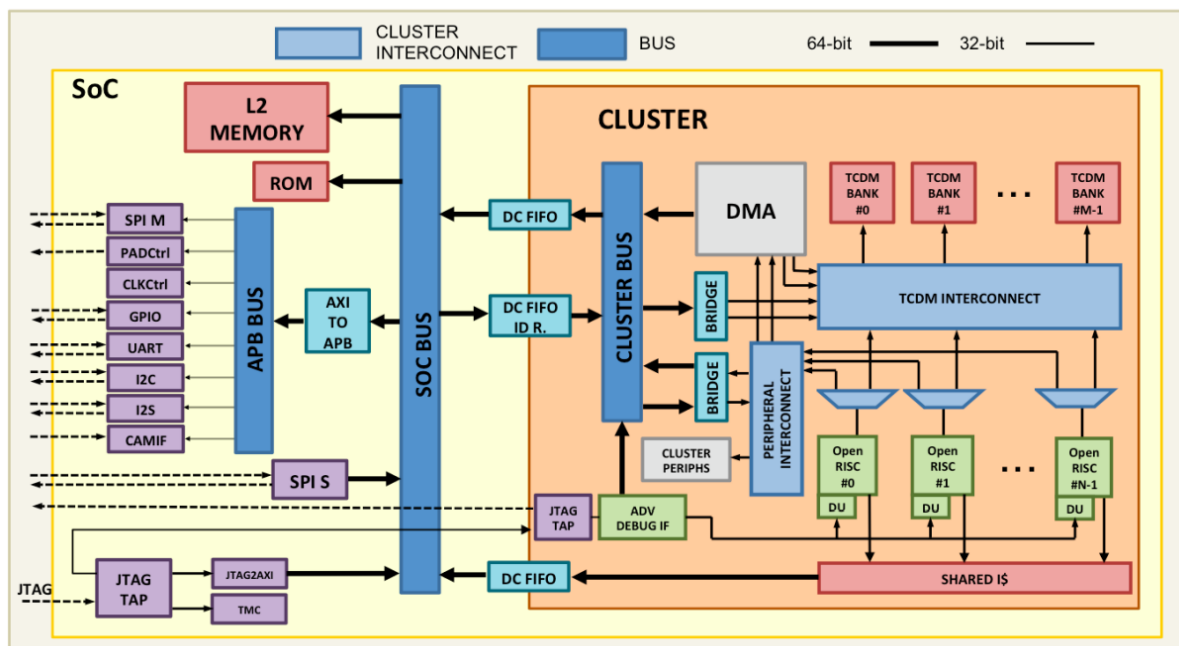 CLUSTER
INTERCONNECT
BUS
64-bit
32-bit
SoC
L2
MEMORY
ROM
SPI M
PADCtrl
CLKCtrl
GPIO
UART
I2C
I2S
CAMIF
APB BUS
AXI
TO
APB
SOC BUS
SPI S
JTAG
JTAG
TAP
JTAG2AXI
TMC
DC FIFO
DC FIFO
ID R.
DC FIFO
CLUSTER
CLUSTER BUS
DMA
BRIDGE
BRIDGE
CLUSTER
PERIPHS
PERIPHERAL
INTERCONNECT
JTAG
TAP
ADV
DEBUG IF
TCDM
BANK
#0
TCDM
BANK
#1
...
TCDM
BANK
#M-1
TCDM INTERCONNECT
Open
RISC
#0
DU
Open
RISC
#1
DU
...
Open
RISC
#N-1
DU
SHARED I$